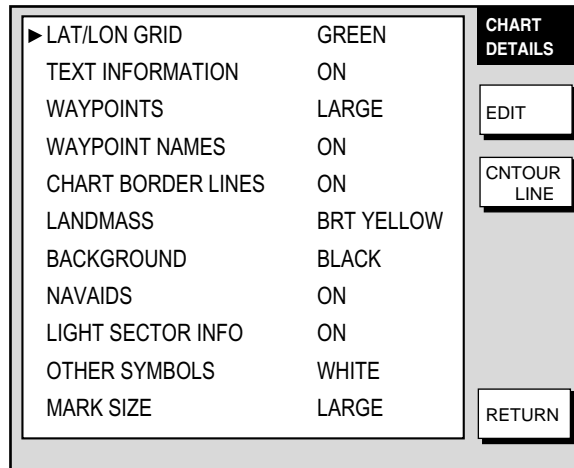 ►LAT/LON GRID GREEN
TEXT INFORMATION ON
WAYPOINTS LARGE
WAYPOINT NAMES ON
CHART BORDER LINES ON
LANDMASS BRT YELLOW
BACKGROUND BLACK
NAVAIDS ON
LIGHT SECTOR INFO ON
OTHER SYMBOLS WHITE
MARK SIZE LARGE
CHART
DETAILS
EDIT
CNTOUR
LINE
RETURN